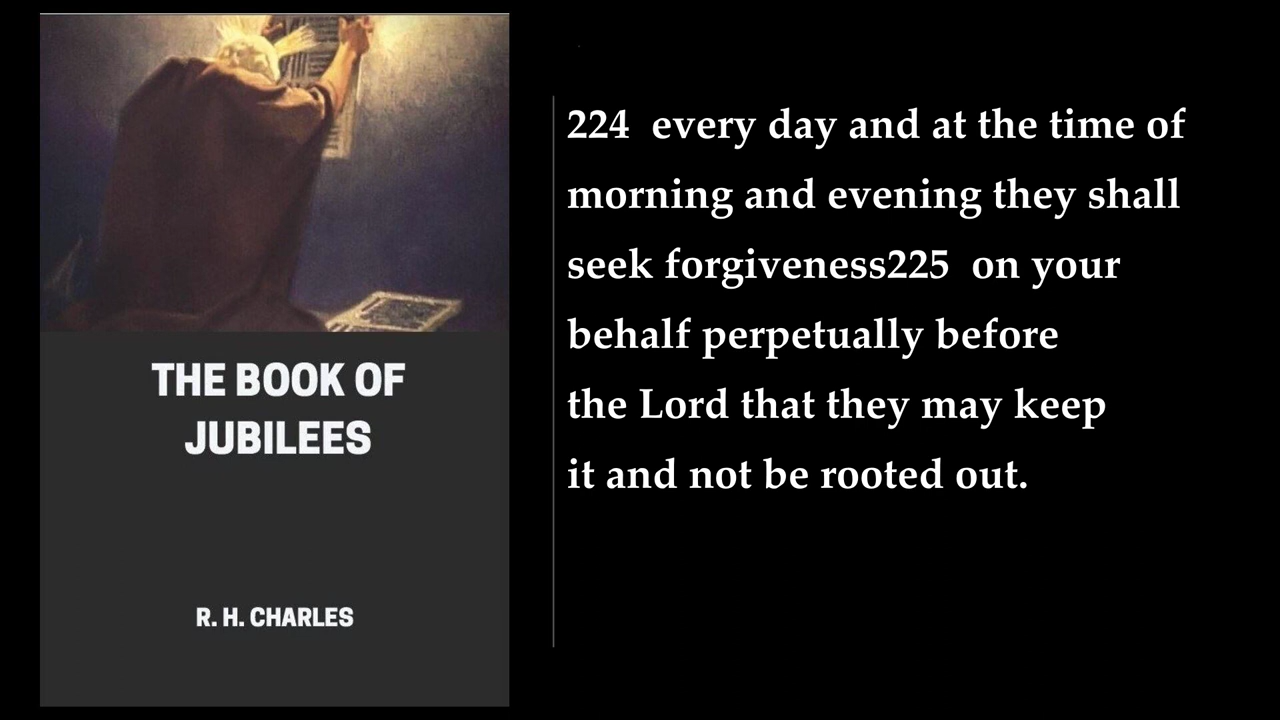 THE BOOK OF
JUBILEES
R. H. CHARLES
224  every day and at the time of
morning and evening they shall
seek forgiveness225  on your
behalf perpetually before
the Lord that they may keep
it and not be rooted out.